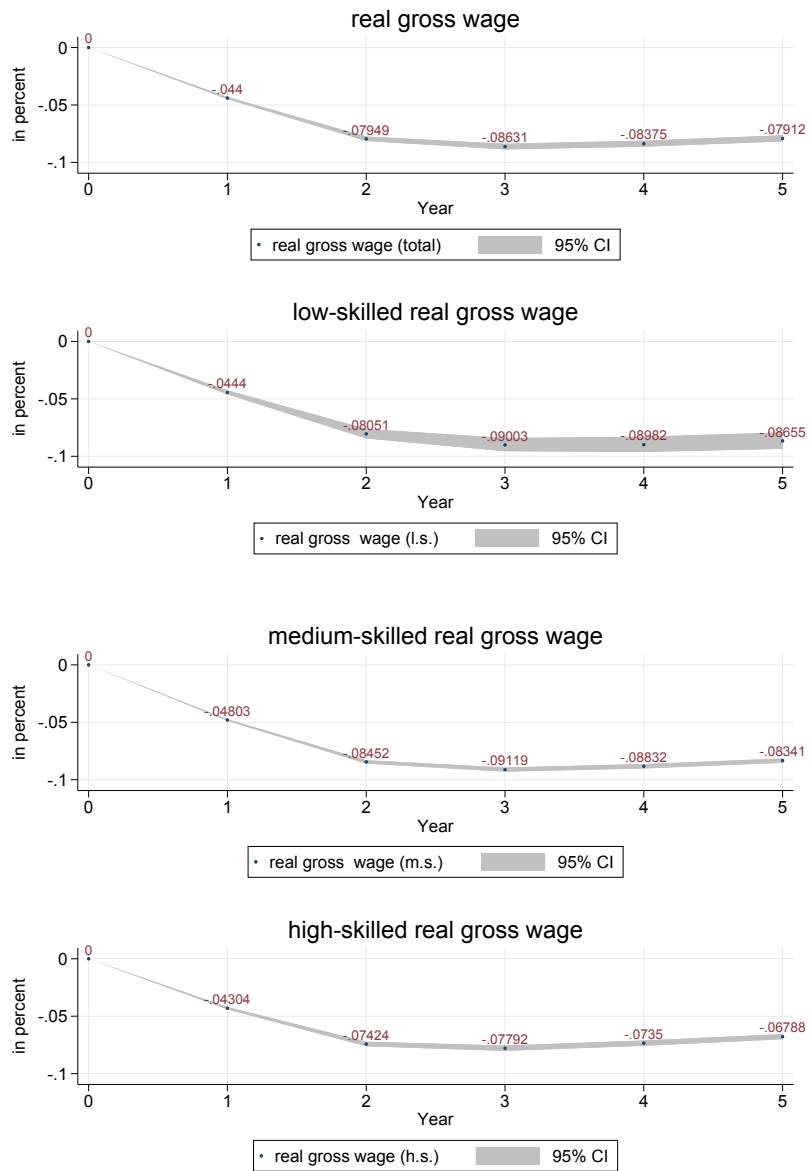 real gross wage
0
-.044
-.07949
-.08631
-.08375
-.07912
0
-.05
-.1
in percent
0 1 2 3 4 5
Year
real gross wage (total) 95% CI
low-skilled real gross wage
0
-.0444
-.08051
-.09003
-.08982
-.08655
0
-.05
-.1
in percent
0 1 2 3 4 5
Year
real gross  wage (l.s.) 95% CI
medium-skilled real gross wage
0
-.04803
-.08452
-.09119
-.08832
-.08341
0
-.05
-.1
in percent
0 1 2 3 4 5
Year
real gross  wage (m.s.) 95% CI
high-skilled real gross wage
0
-.04304
-.07424
-.07792
-.0735
-.06788
0
-.05
-.1
in percent
0 1 2 3 4 5
Year
real gross wage (h.s.) 95% CI